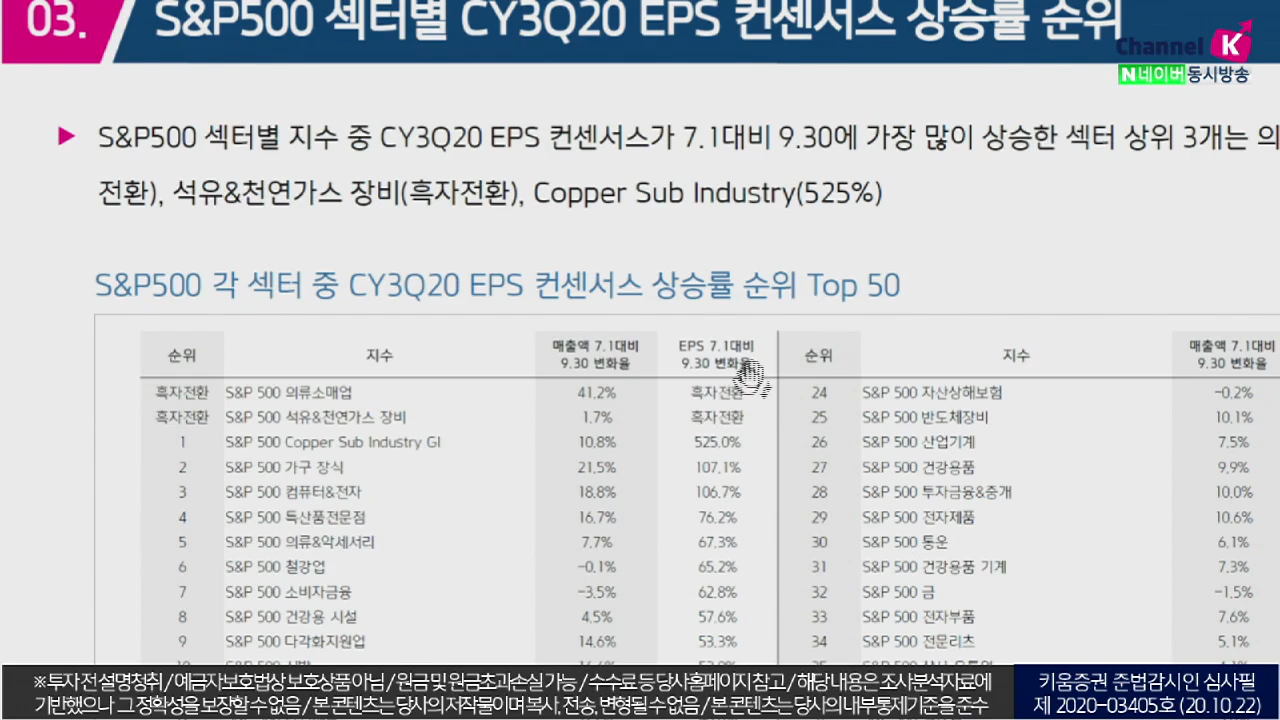 03. S&P500 섹터별 CY3Q20 EPS 컨센서스 상승률 순위
Channel K
N 네이버 동시방송
▶ S&P500 섹터별 지수 중 CY3Q20 EPS 컨센서스가 7.1대비 9.30에 가장 많이 상승한 섹터 상위 3개는 의
전환), 석유&천연가스 장비(흑자전환), Copper Sub Industry(525%)
S&P500 각 섹터 중 CY3Q20 EPS 컨센서스 상승률 순위 Top 50
순위 지수 매출액 7.1대비 9.30 변화율 EPS 7.1대비 9.30 변화율 순위 지수 매출액 7.1대비 9.30 변화율
흑자전환 S&P 500 의류소매업 41.2% 흑자전환 24 S&P 500 자산상해보험 -0.2%
흑자전환 S&P 500 석유&천연가스 장비 1.7% 흑자전환 25 S&P 500 반도체장비 10.1%
1 S&P 500 Copper Sub Industry GI 10.8% 525.0% 26 S&P 500 산업기계 7.5%
2 S&P 500 가구 장식 21.5% 107.1% 27 S&P 500 건강용품 9.9%
3 S&P 500 컴퓨터&전자 18.8% 106.7% 28 S&P 500 투자금융&중개 10.0%
4 S&P 500 특산품전문점 16.7% 76.2% 29 S&P 500 전자제품 10.6%
5 S&P 500 의류&악세서리 7.7% 67.3% 30 S&P 500 통운 6.1%
6 S&P 500 철강업 -0.1% 65.2% 31 S&P 500 건강용품 기계 7.3%
7 S&P 500 소비자금융 -3.5% 62.8% 32 S&P 500 금 -1.5%
8 S&P 500 건강용 시설 4.5% 57.6% 33 S&P 500 전자부품 7.6%
9 S&P 500 다각화지원업 14.6% 53.3% 34 S&P 500 전문리츠 5.1%
※ 투자 전 설명청취 / 예금자보호법상 보호상품 아님 / 원금 및 원금초과손실 가능 / 수수료 등 당사홈페이지 참고 / 해당 내용은 조사분석자료에
기반했으나 그 정확성을 보장할 수 없음 / 본 콘텐츠는 당사의 저작물이며 복사, 전송, 변형될 수 없음 / 본 콘텐츠는 당사의 내부통제기준을 준수
키움증권 준법감시인 심사필
제 2020-03405호 (20.10.22)